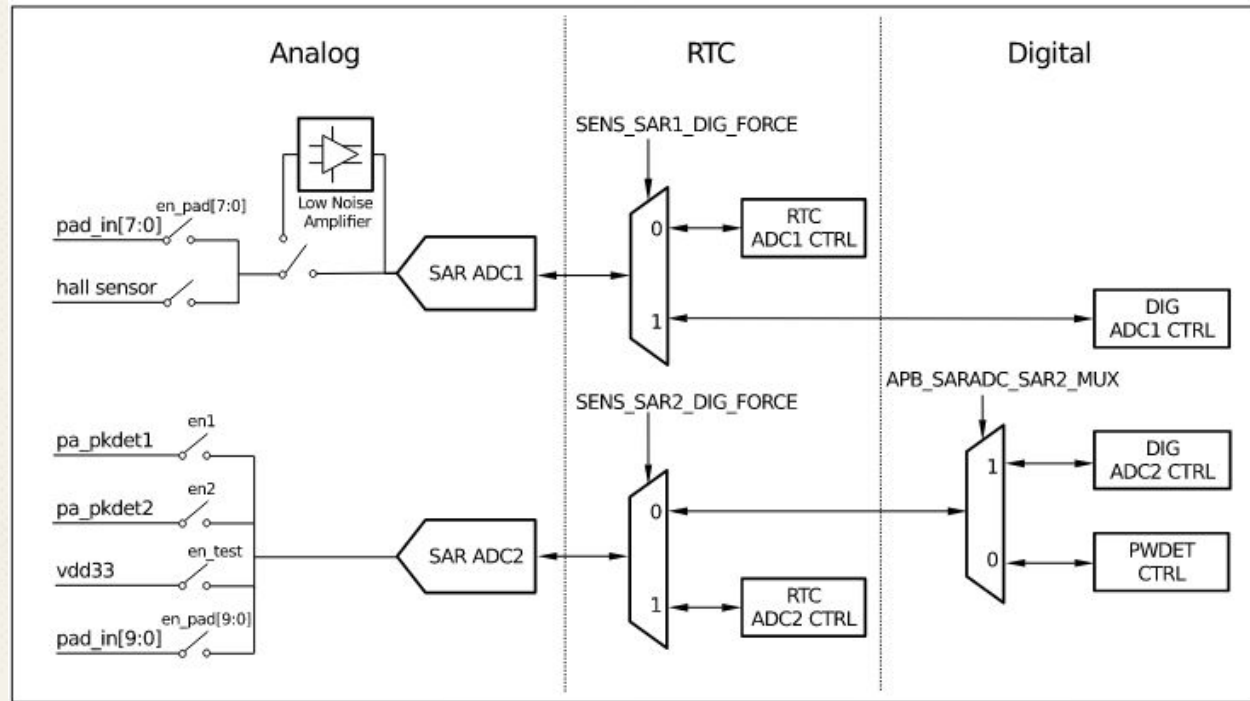 Analog
RTC
Digital
SENS_SAR1_DIG_FORCE
Low Noise
Amplifier
en_pad[7:0]
pad_in[7:0]
hall sensor
SAR ADC1
0
1
RTC
ADC1 CTRL
DIG
ADC1 CTRL
SENS_SAR2_DIG_FORCE
APB_SARADC_SAR2_MUX
en1
pa_pkdet1
en2
pa_pkdet2
en_test
vdd33
en_pad[9:0]
pad_in[9:0]
SAR ADC2
0
1
RTC
ADC2 CTRL
1
0
DIG
ADC2 CTRL
PWDET
CTRL